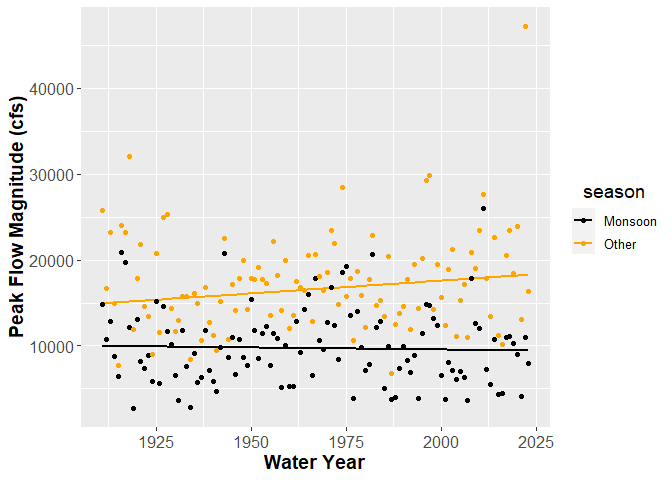 Peak Flow Magnitude (cfs)
40000
30000
20000
10000
1925
1950
1975
2000
2025
Water Year
season
Monsoon
Other